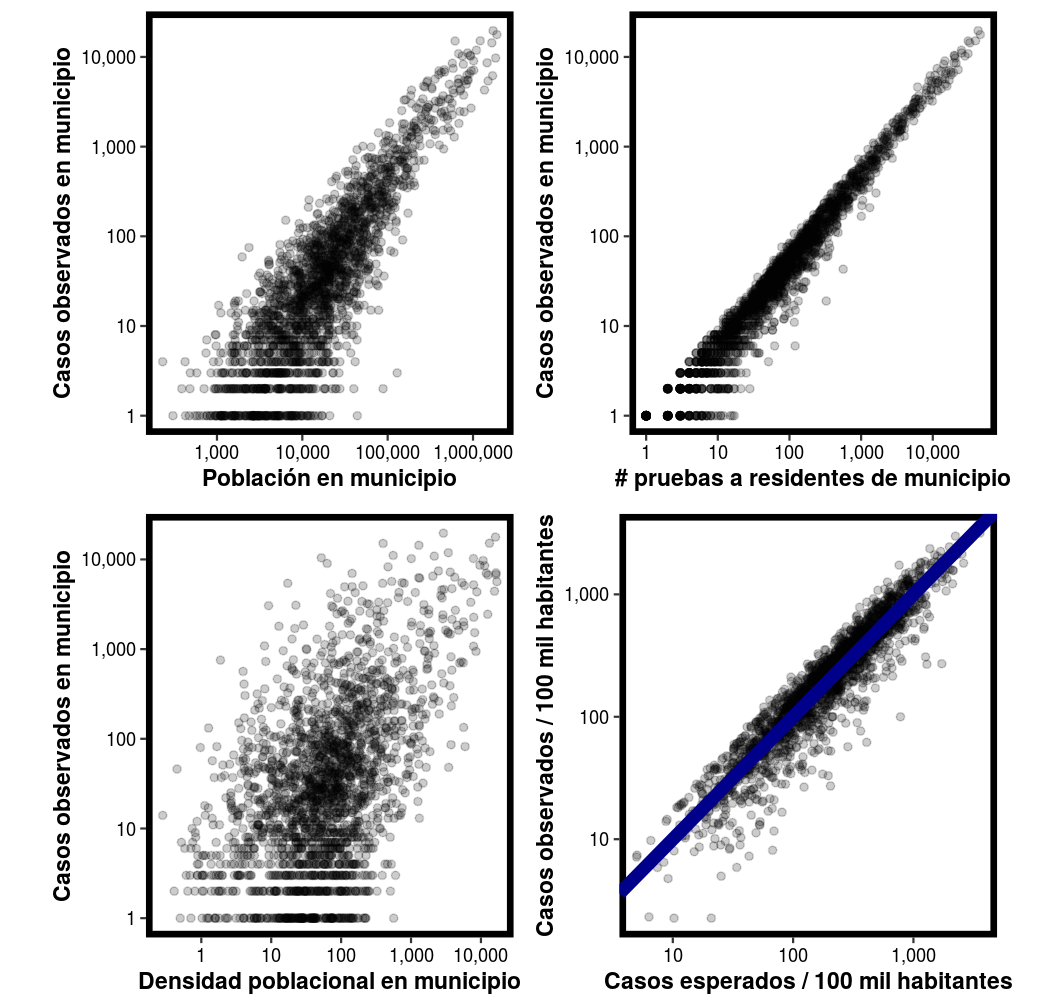 Casos observados en municipio
10,000
1,000
100
10
1
1,000 10,000 100,000 1,000,000
Población en municipio
Casos observados en municipio
10,000
1,000
100
10
1
1 10 100 1,000 10,000
# pruebas a residentes de municipio
Casos observados en municipio
10,000
1,000
100
10
1
1 10 100 1,000 10,000
Densidad poblacional en municipio
Casos observados / 100 mil habitantes
1,000
100
10
10 100 1,000
Casos esperados / 100 mil habitantes